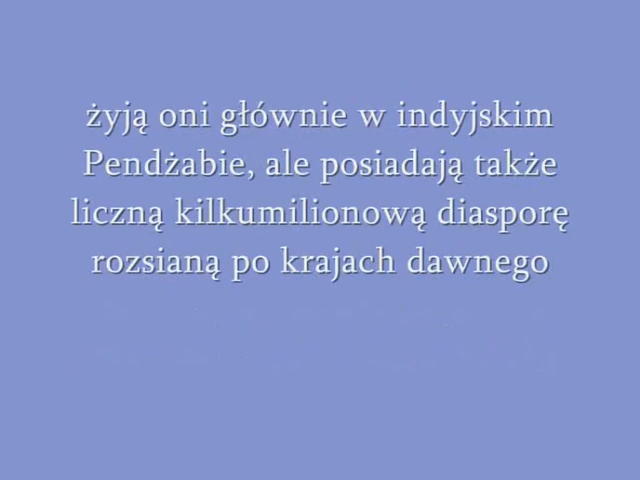 żyją oni głównie w indyjskim
Pendżabie, ale posiadają także
liczną kilkumilionową diasporę
rozsianą po krajach dawnego